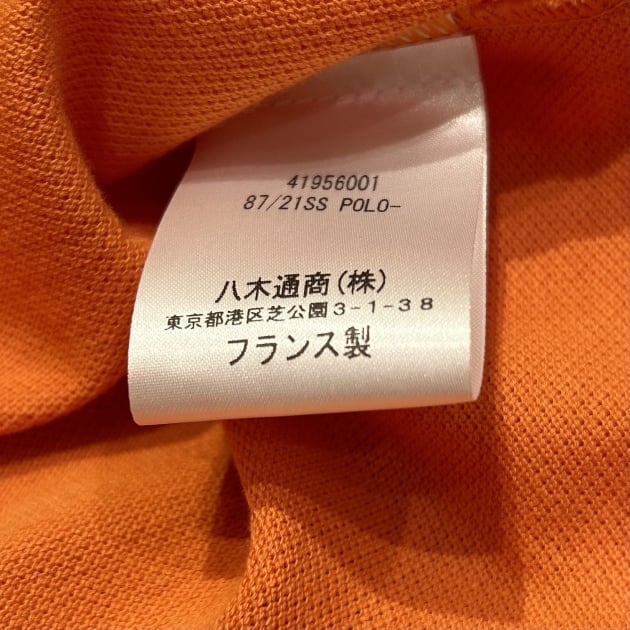 41956001
87/21SS POLO-
八木通商(株)
東京都港区芝公園3-1-38
フランス製